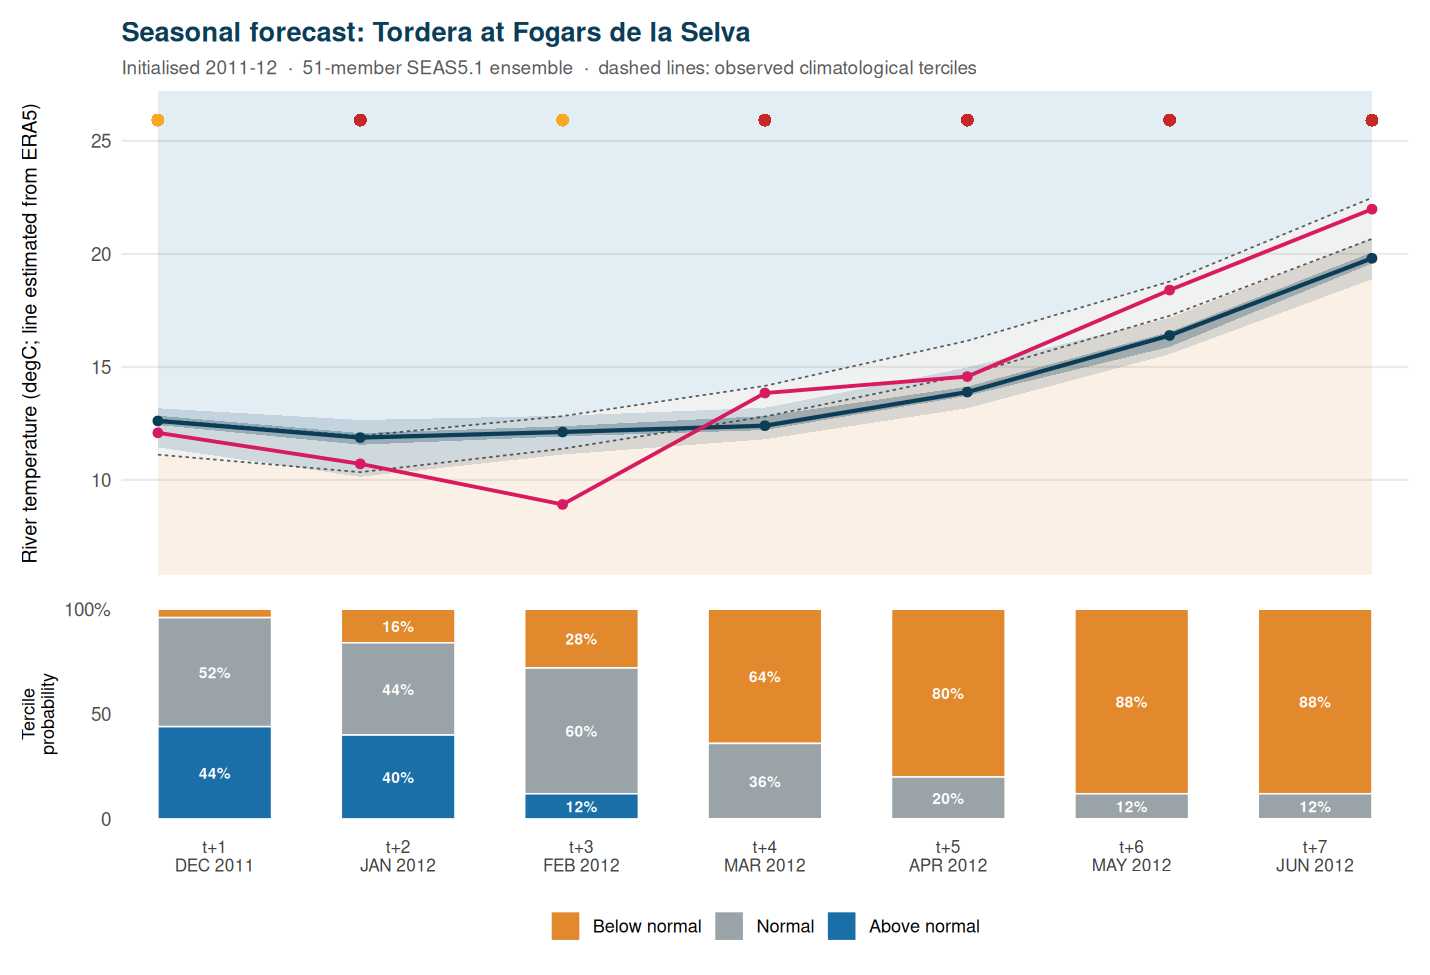 Seasonal forecast: Tordera at Fogars de la Selva
Initialised 2011-12 · 51-member SEAS5.1 ensemble · dashed lines: observed climatological terciles
River temperature (degC; line estimated from ERA5)
25
20
15
10
Tercile
probability
100%
50
0
52%
44%
16%
44%
40%
28%
60%
12%
64%
36%
80%
20%
88%
12%
88%
12%
t+1
DEC 2011
t+2
JAN 2012
t+3
FEB 2012
t+4
MAR 2012
t+5
APR 2012
t+6
MAY 2012
t+7
JUN 2012
Below normal
Normal
Above normal